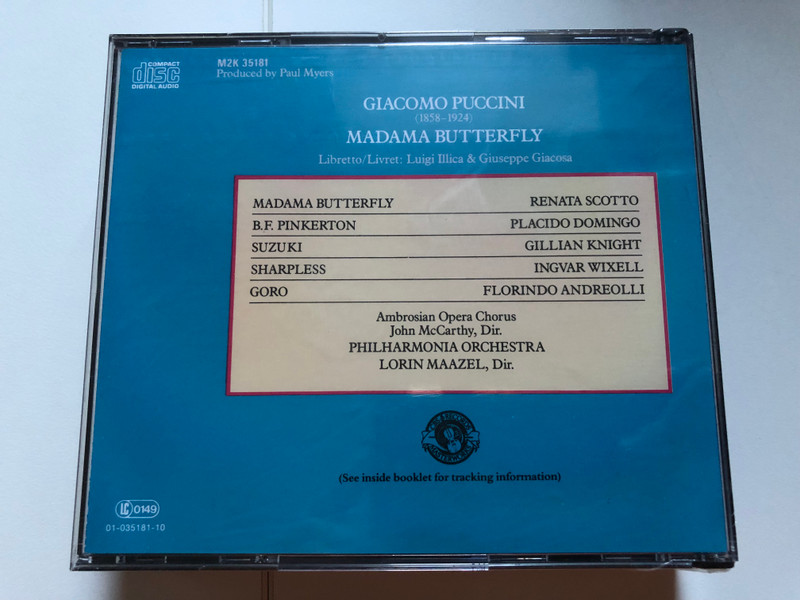 COMPACT
disc
DIGITAL AUDIO
M2K 35181
Produced by Paul Myers
GIACOMO PUCCINI
(1858–1924)
MADAMA BUTTERFLY
Libretto/Livret: Luigi Illica & Giuseppe Giacosa
MADAMA BUTTERFLY RENATA SCOTTO
B.F. PINKERTON PLACIDO DOMINGO
SUZUKI GILLIAN KNIGHT
SHARPLESS INGVAR WIXELL
GORO FLORINDO ANDREOLLI
Ambrosian Opera Chorus
John McCarthy, Dir.
PHILHARMONIA ORCHESTRA
LORIN MAAZEL, Dir.
CBS RECORDS
MASTERWORKS
(See inside booklet for tracking information)
LC 0149
01-035181-10